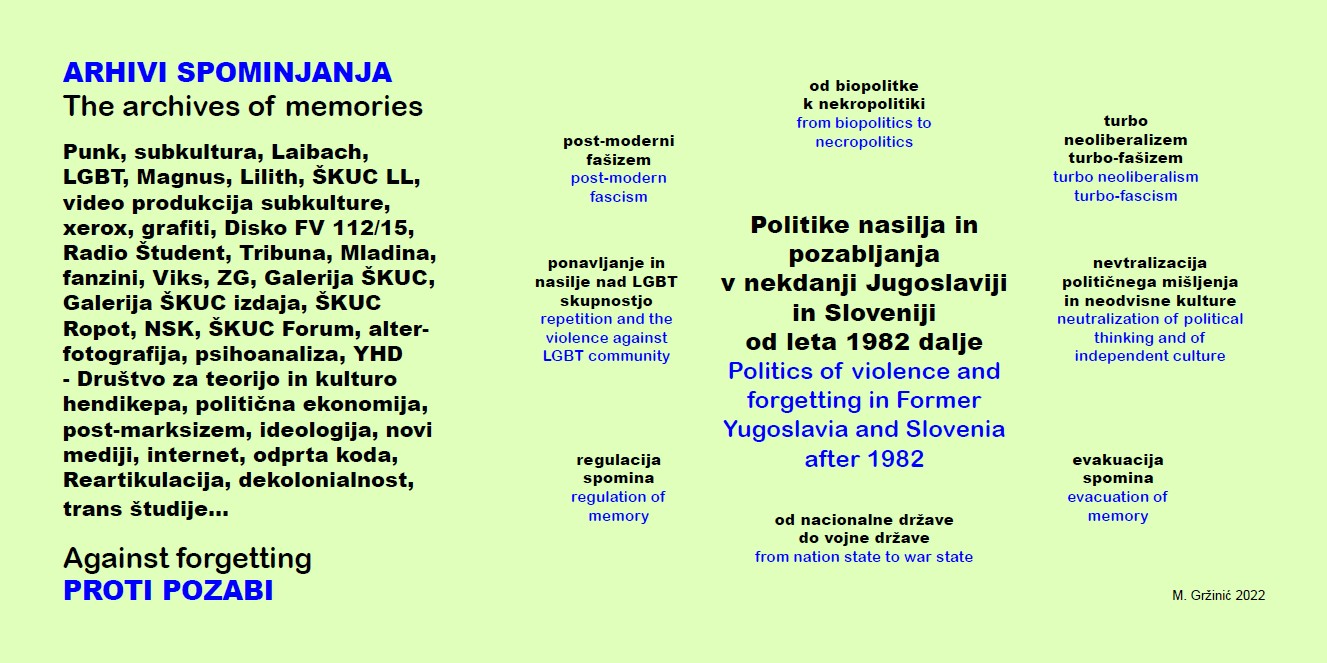 ARHIVI SPOMINJANJA
The archives of memories
Punk, subkultura, Laibach,
LGBT, Magnus, Lilith, ŠKUC LL,
video produkcija subkulture,
xerox, grafiti, Disko FV 112/15,
Radio Študent, Tribuna, Mladina,
fanzini, Viks, ZG, Galerija ŠKUC,
Galerija ŠKUC izdaja, ŠKUC
Ropot, NSK, ŠKUC Forum, alter-
fotografija, psihoanaliza, YHD
- Društvo za teorijo in kulturo
hendikepa, politična ekonomija,
post-marksizem, ideologija, novi
mediji, internet, odprta koda,
Reartikulacija, dekolonialnost,
trans študije...
Against forgetting
PROTI POZABI
post-moderni
fašizem
post-modern
fascism
ponavljanje in
nasilje nad LGBT
skupnostjo
repetition and the
violence against
LGBT community
regulacija
spomina
regulation of
memory
od biopolitke
k nekropolitiki
from biopolitics to
necropolitics
Politike nasilja in
pozabljanja
v nekdanji Jugoslaviji
in Sloveniji
od leta 1982 dalje
Politics of violence and
forgetting in Former
Yugoslavia and Slovenia
after 1982
od nacionalne države
do vojne države
from nation state to war state
turbo
neoliberalizem
turbo-fašizem
turbo neoliberalism
turbo-fascism
nevtralizacija
političnega mišljenja
in neodvisne kulture
neutralization of political
thinking and of
independent culture
evakuacija
spomina
evacuation of
memory
M. Gržinić 2022